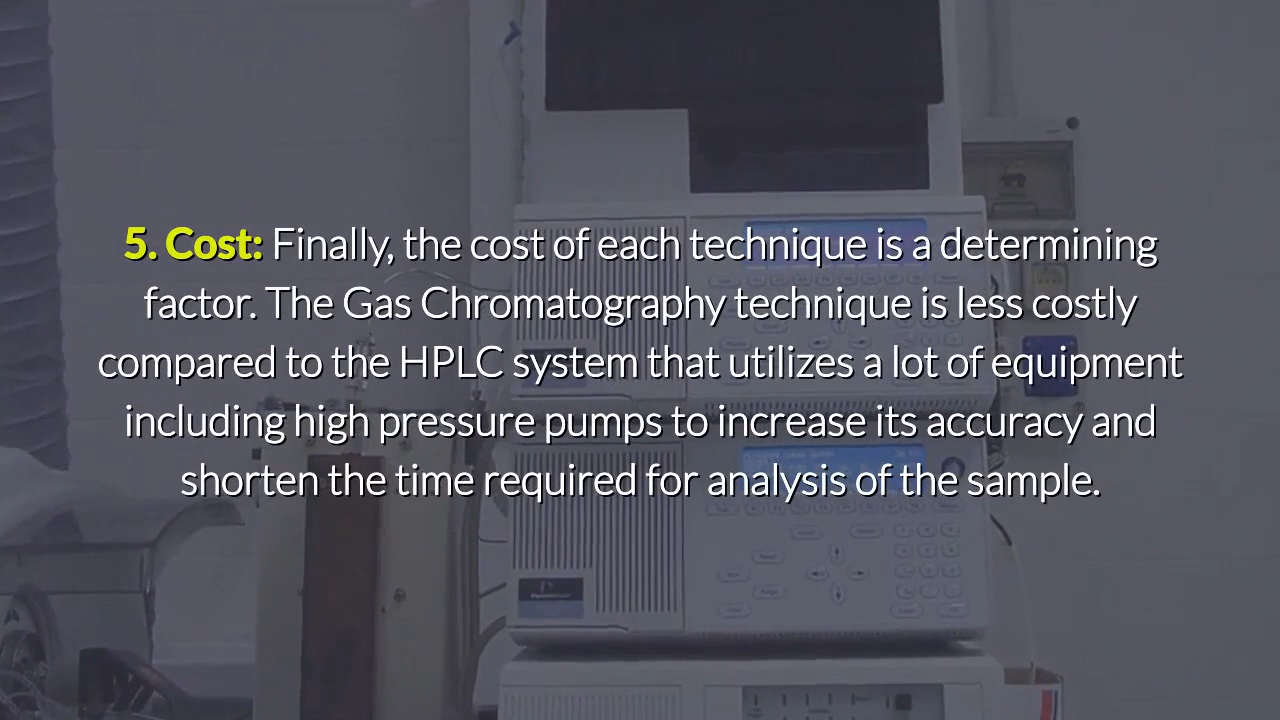 5. Cost: Finally, the cost of each technique is a determining
factor. The Gas Chromatography technique is less costly
compared to the HPLC system that utilizes a lot of equipment
including high pressure pumps to increase its accuracy and
shorten the time required for analysis of the sample.